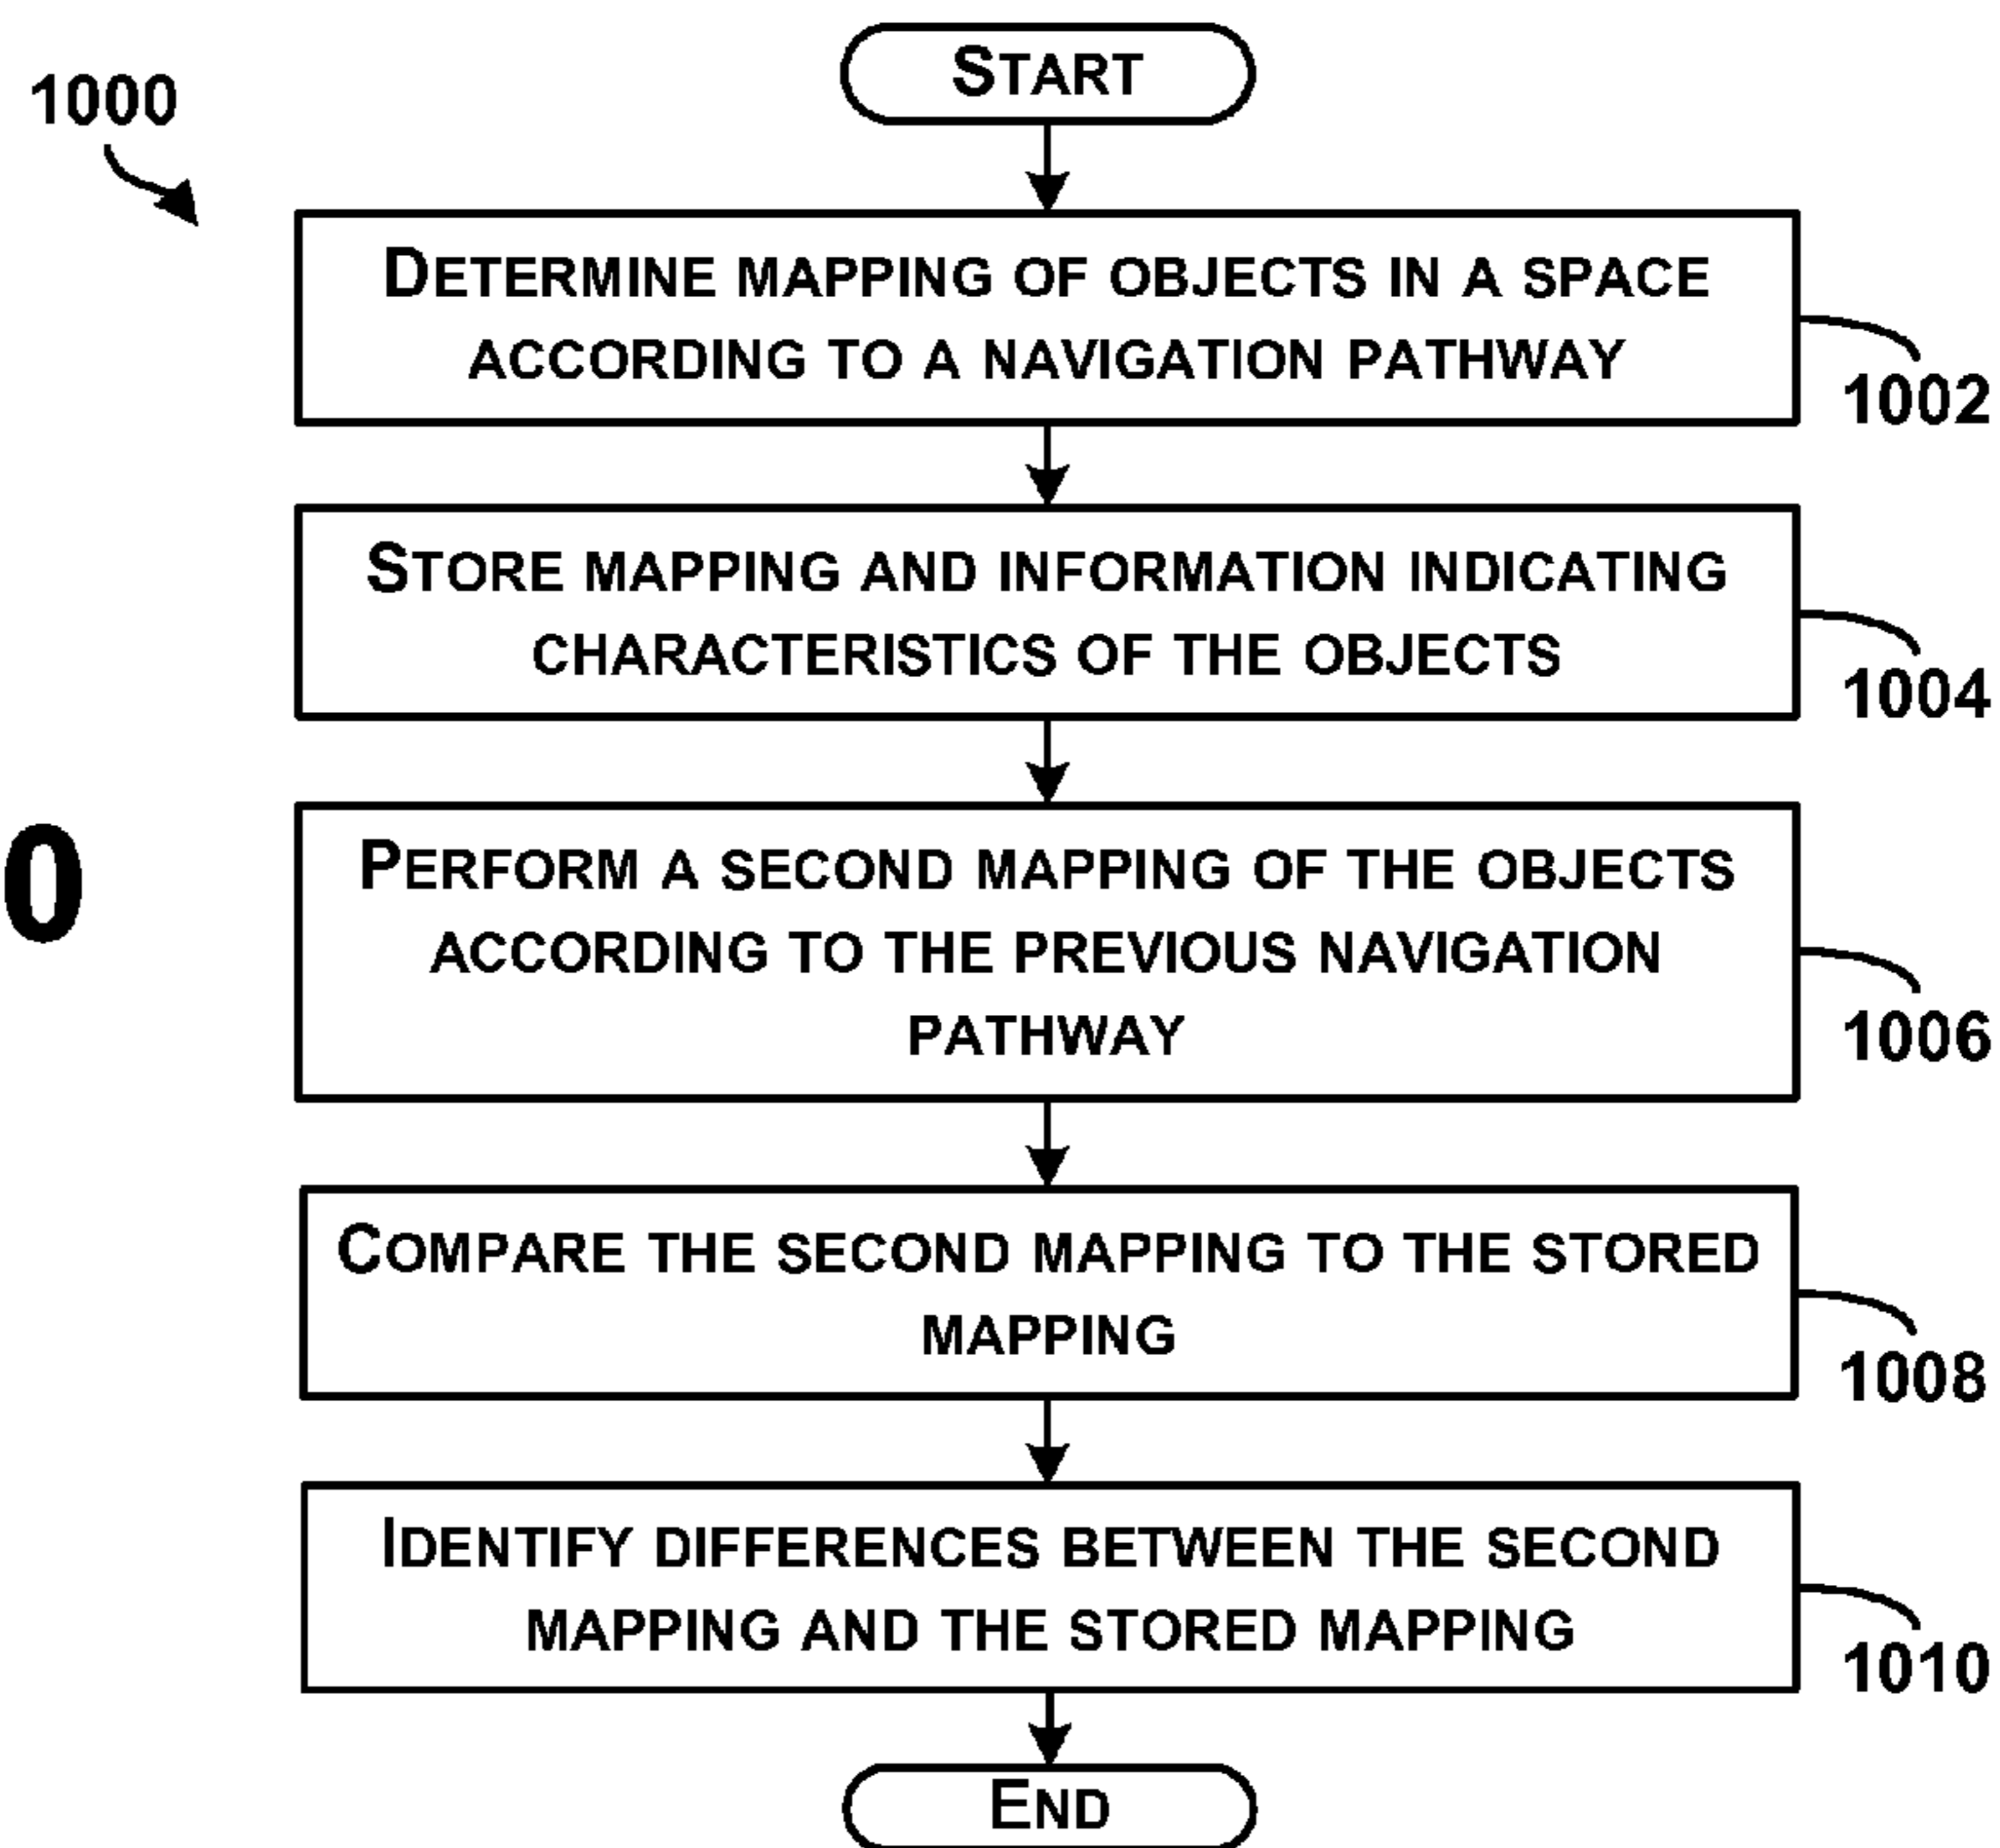 START
1000
DETERMINE MAPPING OF OBJECTS IN A SPACE
ACCORDING TO A NAVIGATION PATHWAY
1002
STORE MAPPING AND INFORMATION INDICATING
CHARACTERISTICS OF THE OBJECTS
1004
0
PERFORM A SECOND MAPPING OF THE OBJECTS
ACCORDING TO THE PREVIOUS NAVIGATION
PATHWAY
1006
COMPARE THE SECOND MAPPING TO THE STORED
MAPPING
1008
IDENTIFY DIFFERENCES BETWEEN THE SECOND
MAPPING AND THE STORED MAPPING
1010
END